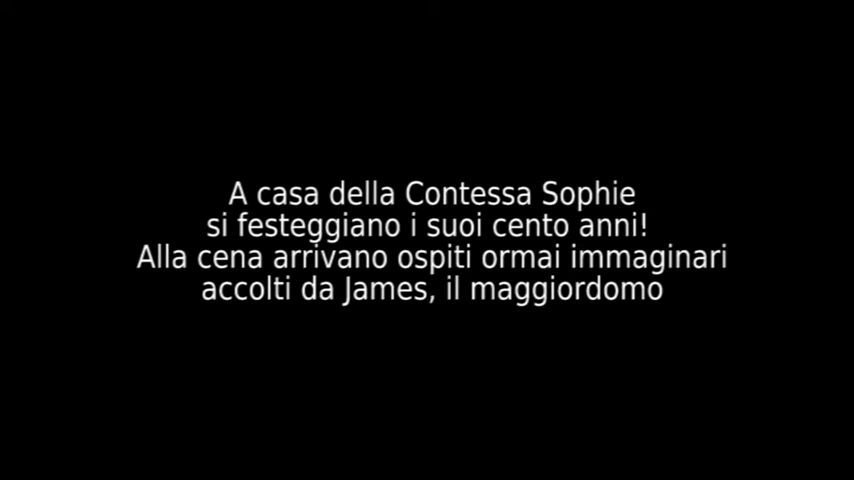 A casa della Contessa Sophie
si festeggiano i suoi cento anni!
Alla cena arrivano ospiti ormai immaginari
accolti da James, il maggiordomo